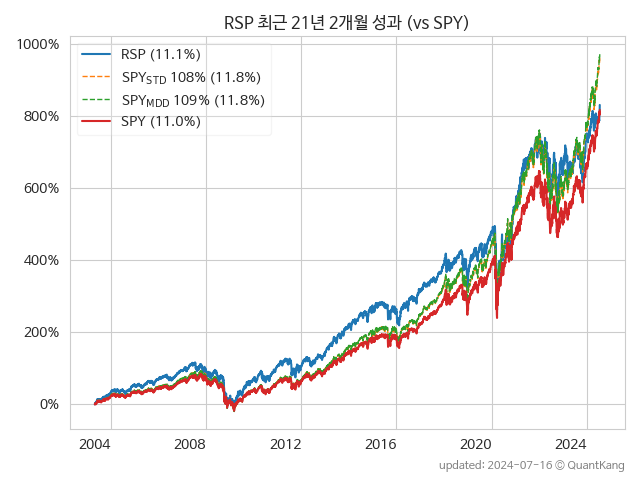 RSP 최근 21년 2개월 성과 (vs SPY)
1000%
800%
600%
400%
200%
0%
RSP (11.1%)
SPY_STD 108% (11.8%)
SPY_MDD 109% (11.8%)
SPY (11.0%)
2004 2008 2012 2016 2020 2024
updated: 2024-07-16 © QuantKang